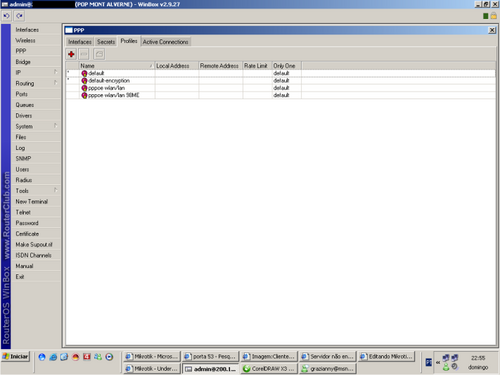 admin@ (POP MONT ALVERNE) - WinBox v2.9.27
Interfaces
Wireless
PPP
Bridge
IP
Routing
Ports
Queues
Drivers
System
Files
Log
SNMP
Users
Radius
Tools
New Terminal
Telnet
Password
Certificate
Make Supout.rif
ISDN Channels
Manual
Exit
RouterOS WinBox www.RouterClub.com
PPP
Interfaces Secrets Profiles Active Connections
Name Local Address Remote Address Rate Limit Only One
* default default
* default-encryption default
pppoe wlan/lan default
pppoe wlan/lan 98ME default
Iniciar
Mikrotik - Micros... porta 53 - Pesq... Imagem:Cliente... Servidor não en... Editando Mikroti...
Mikrotik - Under... admin@200.1... CorelDRAW X3 ... grazianny@msn...
PT
22:55
domingo